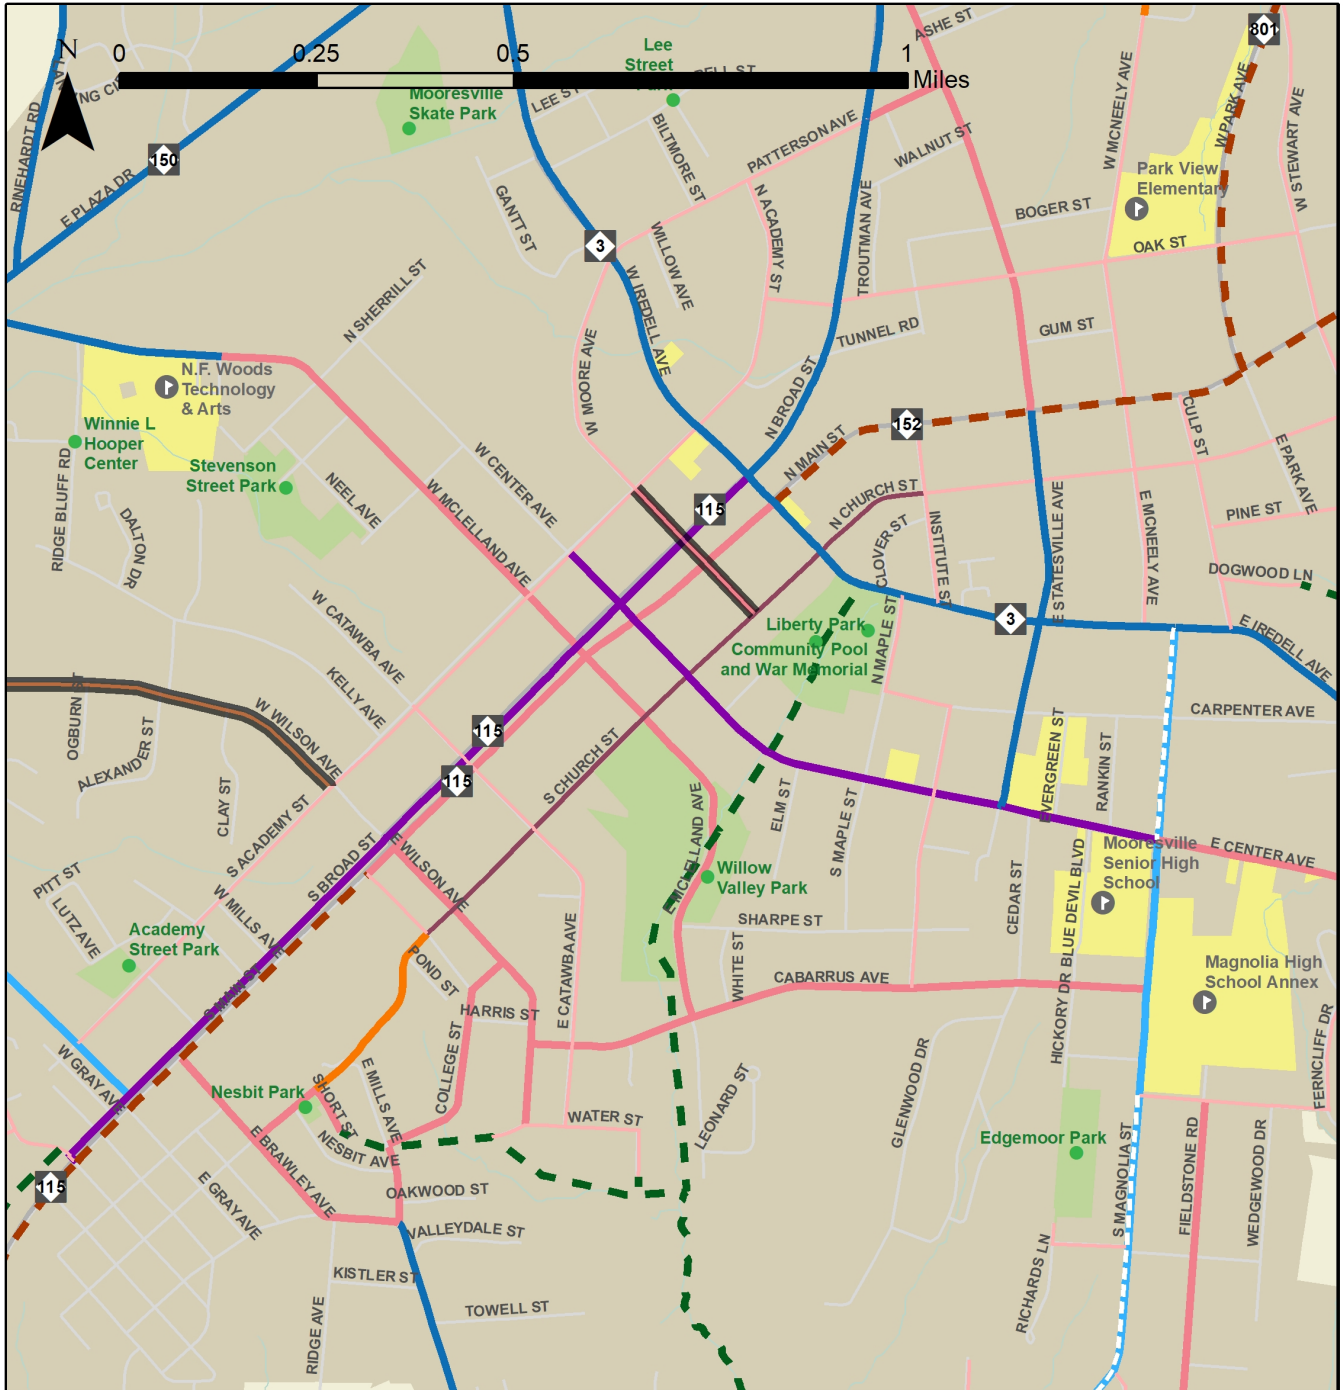 N
0
0.25
0.5
1
Miles
801
ASHE ST
Lee
Street
LEE ST
Mooresville
Skate Park
BILTMORE ST
PATTERSON AVE
WALNUT ST
W MCNEELY AVE
W PARK AVE
W STEWART AVE
RINEHARDT RD
150
E PLAZA DR
Park View
Elementary
GANTT ST
3
WILLOW AVE
N ACADEMY ST
TROUTMAN AVE
BOGER ST
OAK ST
N SHERRILL ST
W IREDELL AVE
TUNNEL RD
GUM ST
N.F. Woods
Technology
& Arts
W MOORE AVE
N BROAD ST
Winnie L
Hooper
Center
152
CULP ST
E PARK AVE
Stevenson
Street Park
RIDGE BLUFF RD
DALTON DR
NEEL AVE
W MCLELLAND AVE
W CENTER AVE
115
N MAIN ST
N CHURCH ST
CLOVER ST
INSTITUTE ST
E STATESVILLE AVE
E MCNEELY AVE
PINE ST
DOGWOOD LN
W CATAWBA AVE
KELLY AVE
Liberty Park
Community Pool
and War Memorial
N MAPLE ST
3
E IREDELL AVE
OGBURN ST
ALEXANDER ST
W WILSON AVE
CLAY ST
115
115
S CHURCH ST
CARPENTER AVE
EVERGREEN ST
RANKIN ST
S ACADEMY ST
S BROAD ST
E WILSON AVE
E MCLELLAND AVE
ELM ST
S MAPLE ST
Mooresville
Senior High
School
E CENTER AVE
PITT ST
LUTZ AVE
W MILLS AVE
Willow
Valley Park
SHARPE ST
CEDAR ST
HICKORY DR
BLUE DEVIL BLVD
Academy
Street Park
S MAIN ST
POND ST
E CATAWBA AVE
WHITE ST
CABARRUS AVE
Magnolia High
School Annex
HARRIS ST
W GRAY AVE
Nesbit Park
SHORT ST
E MILLS AVE
COLLEGE ST
WATER ST
LEONARD ST
GLENWOOD DR
FERNCLIFF DR
NESBIT AVE
Edgemoor Park
115
E BRAWLEY AVE
E GRAY AVE
OAKWOOD ST
VALLEYDALE ST
S MAGNOLIA ST
FIELDSTONE RD
WEDGEWOOD DR
KISTLER ST
RIDGE AVE
TOWELL ST
RICHARDS LN